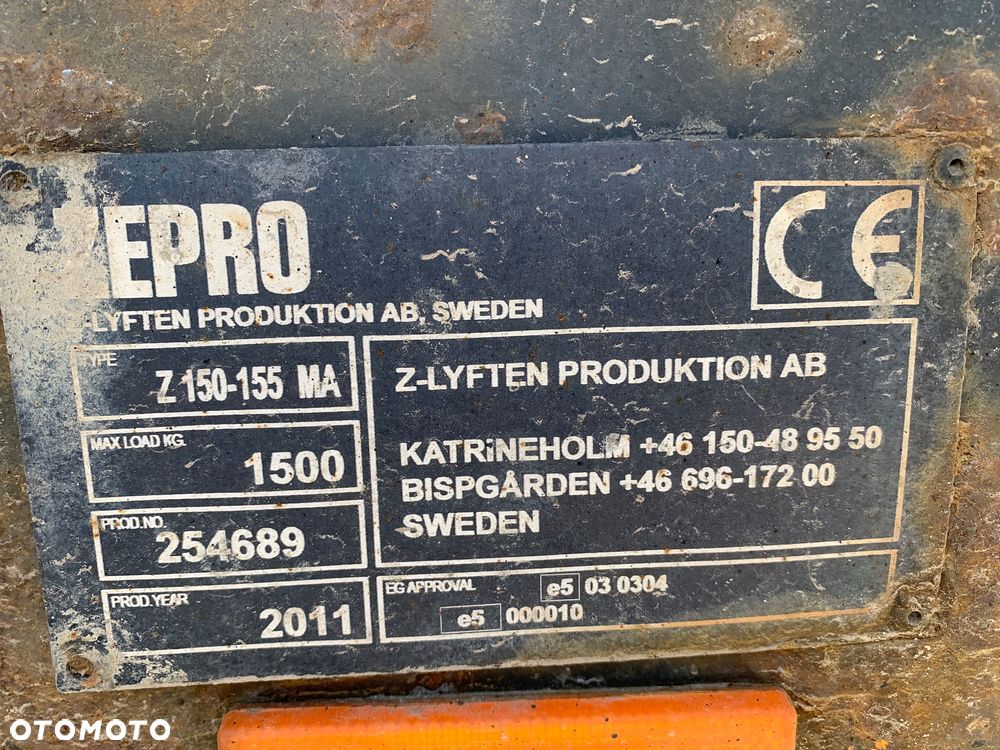 ZEPRO
CE
Z-LYFTEN PRODUKTION AB, SWEDEN
TYPE
Z 150-155 MA
MAX LOAD KG.
1500
PROD.NO.
254689
PROD.YEAR
2011
Z-LYFTEN PRODUKTION AB
KATRiNEHOLM +46 150-48 95 50
BISPGÅRDEN +46 696-172 00
SWEDEN
EG APPROVAL e5 03 0304
e5 000010
OTOMOTO